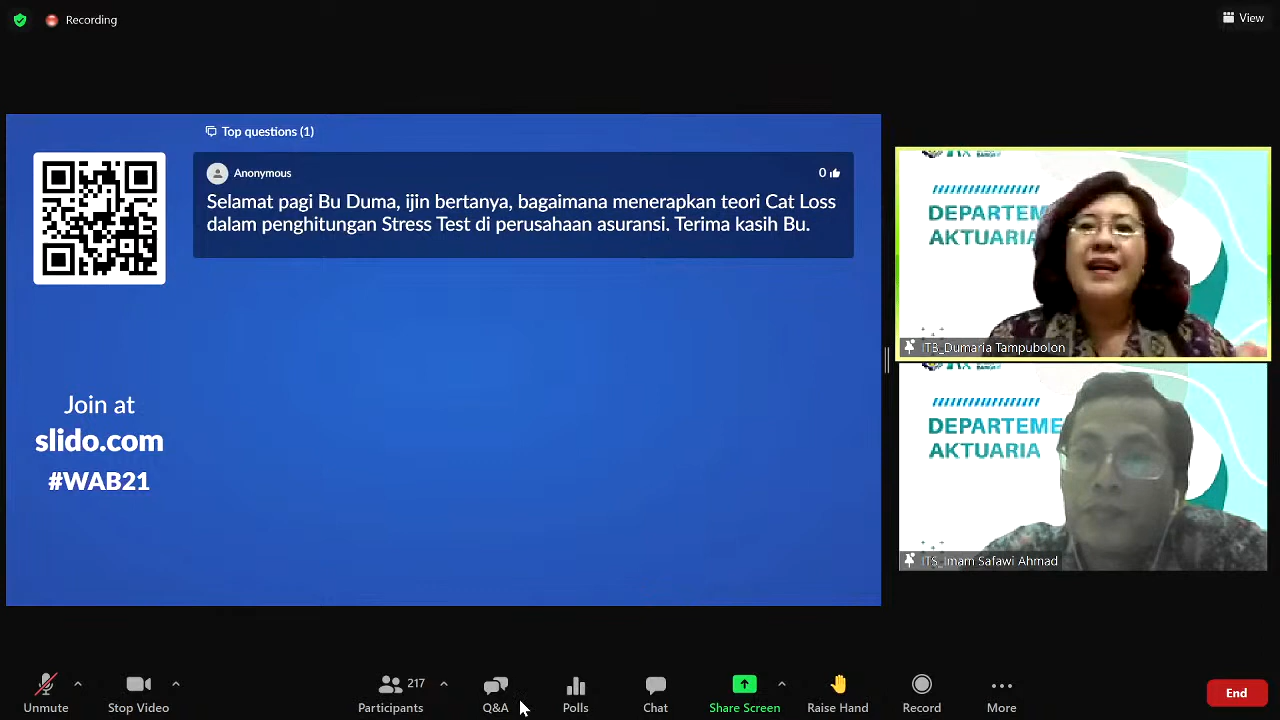 Recording
View
Top questions (1)
Anonymous
0
Selamat pagi Bu Duma, ijin bertanya, bagaimana menerapkan teori Cat Loss
dalam penghitungan Stress Test di perusahaan asuransi. Terima kasih Bu.
Join at
slido.com
#WAB21
DEPARTEM
AKTUARIA
ITB_Dumaria Tampubolon
DEPARTEME
AKTUARIA
ITS_Imam Safawi Ahmad
217
Unmute
Stop Video
Participants
Q&A
Polls
Chat
Share Screen
Raise Hand
Record
More
End